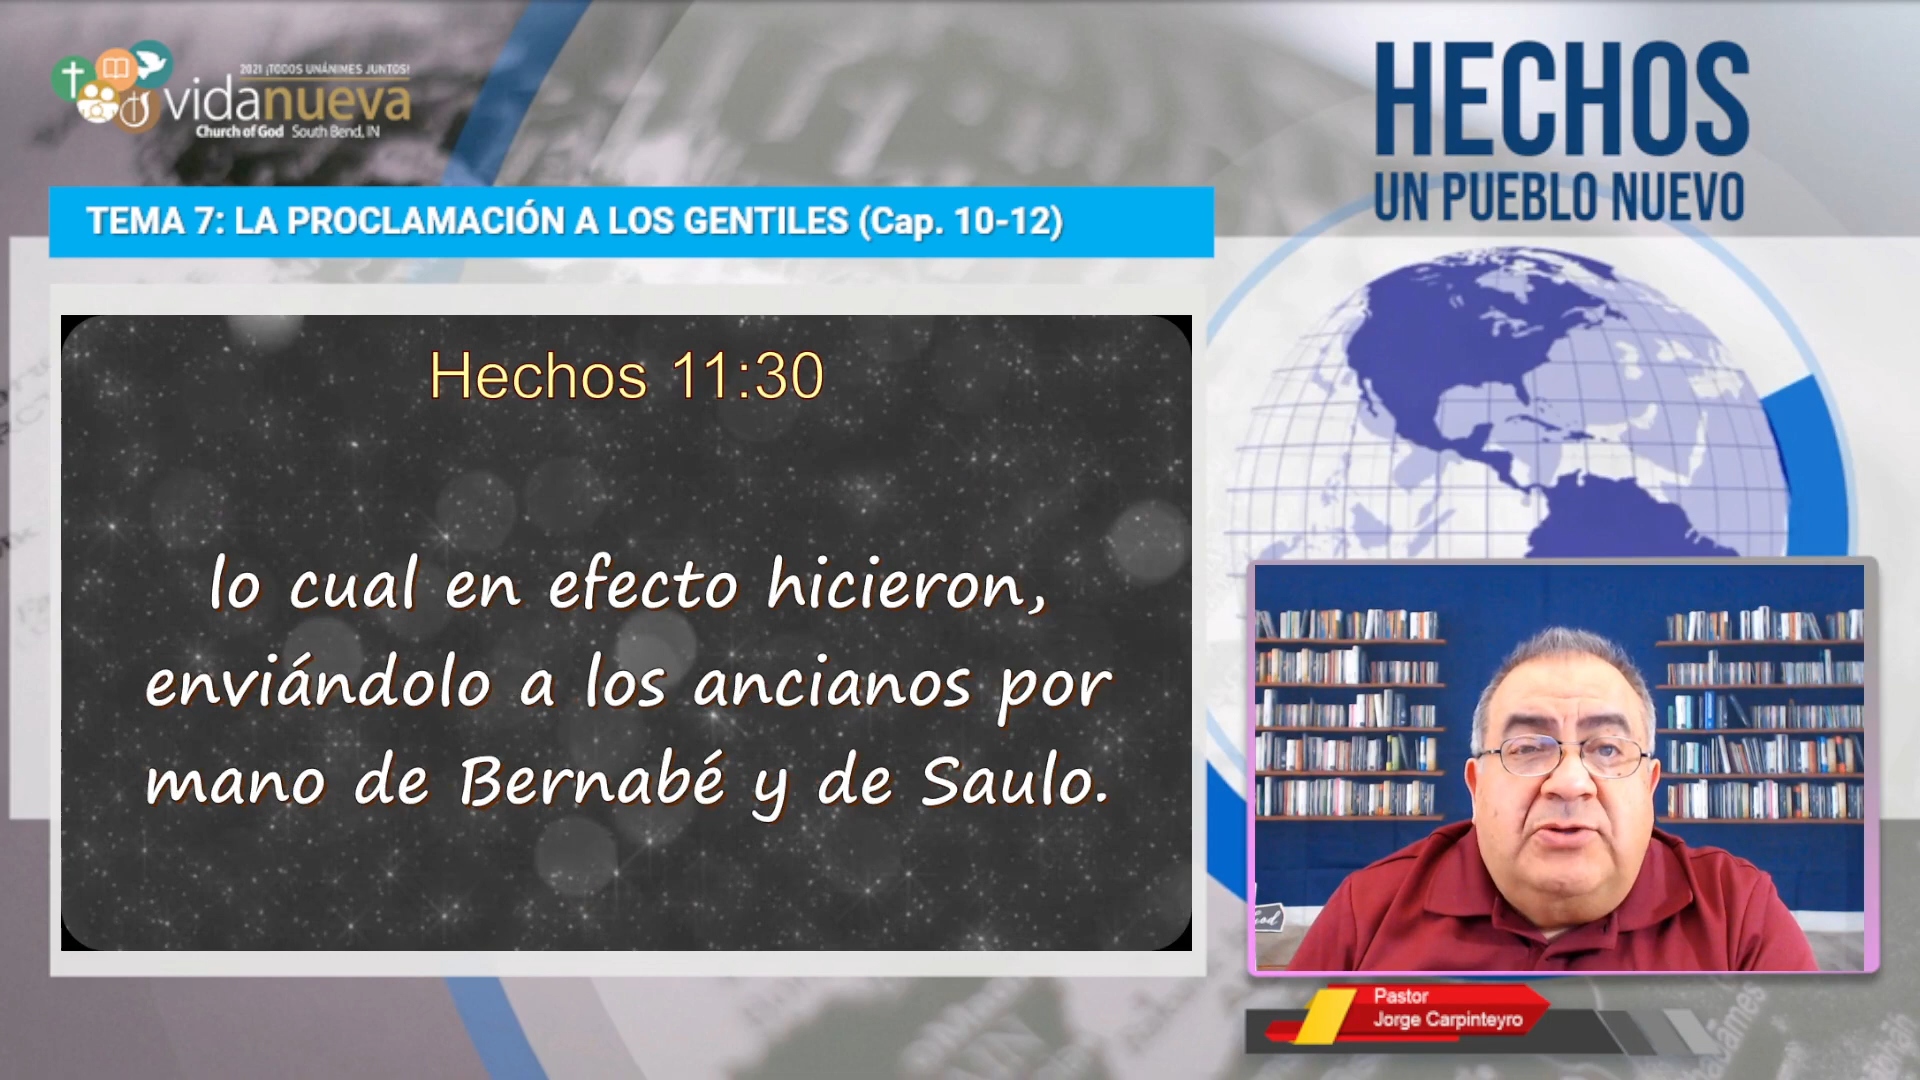 2021 ¡TODOS UNÁNIMES JUNTOS!
vidanueva
Church of God South Bend, IN
HECHOS
UN PUEBLO NUEVO
TEMA 7: LA PROCLAMACIÓN A LOS GENTILES (Cap. 10-12)
Hechos 11:30
lo cual en efecto hicieron,
enviándolo a los ancianos por
mano de Bernabé y de Saulo.
Pastor
Jorge Carpinteyro